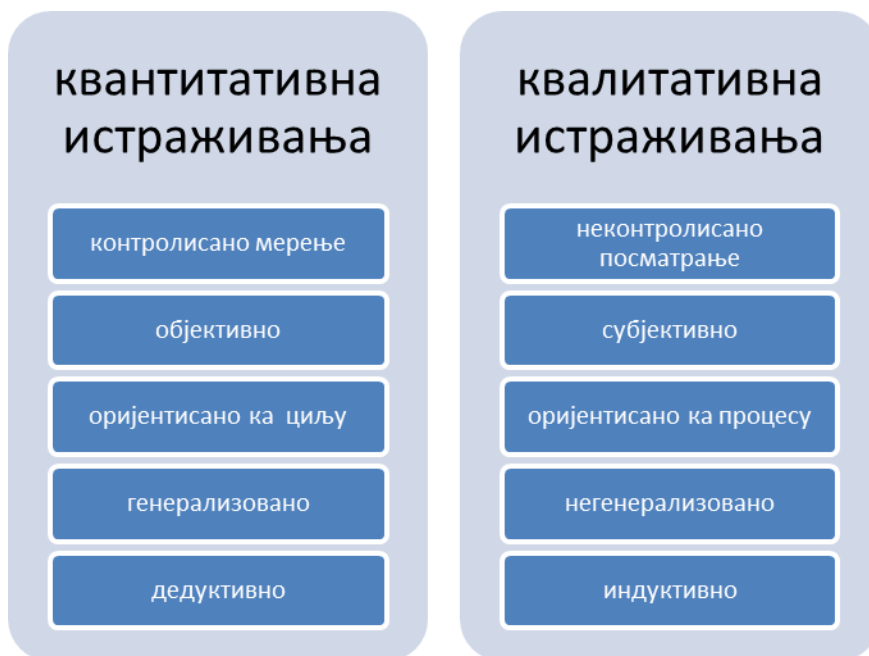 квантитативна
истраживања
контролисано мерење
објективно
оријентисано ка циљу
генерализовано
дедуктивно
квалитативна
истраживања
неконтролисано
посматрање
субјективно
оријентисано ка процесу
негенерализовано
индуктивно